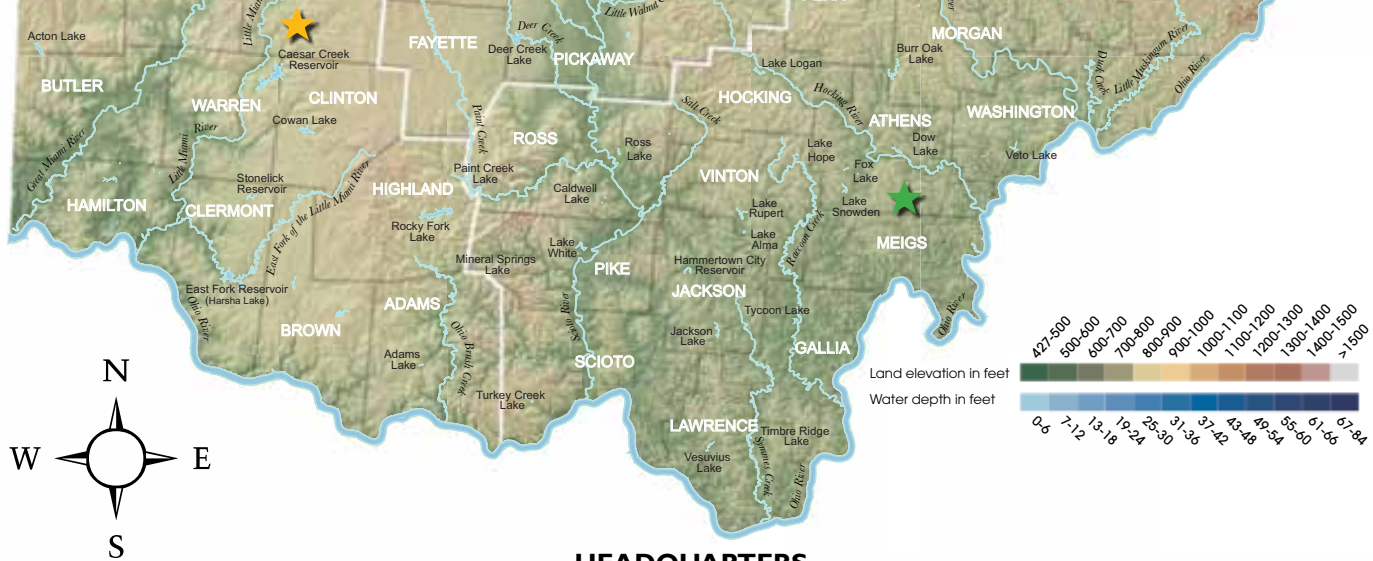 Little Miami
Little Walnut C
Acton Lake
Caesar Creek
Reservoir
FAYETTE
Deer Creek
Deer Creek
Lake
PICKAWAY
Lake Logan
Burr Oak
Lake
MORGAN
Duck Creek
Little Muskingum River
Ohio River
BUTLER
WARREN
CLINTON
Cowan Lake
Paint Creek
ROSS
Salt Creek
HOCKING
Hocking River
ATHENS
WASHINGTON
Great Miami River
River
Little Miami
Ross
Lake
Lake
Hope
Dow
Lake
Veto Lake
Stonelick
Reservoir
HIGHLAND
Paint Creek
Lake
Caldwell
Lake
VINTON
Fox
Lake
HAMILTON
CLERMONT
East Fork of the Little Miami River
Rocky Fork
Lake
Lake
Rupert
Lake
Snowden
Raccoon Creek
Lake
White
Lake
Alma
MEIGS
Mineral Springs
Lake
PIKE
Hammertown City
Reservoir
JACKSON
East Fork Reservoir
(Harsha Lake)
Ohio River
ADAMS
Scioto River
Tycoon Lake
Ohio River
BROWN
Ohio Brush Creek
Jackson
Lake
GALLIA
Adams
Lake
SCIOTO
Turkey Creek
Lake
LAWRENCE
Timbre Ridge
Lake
Vesuvius
Lake
Symmes Creek
Ohio River
N
W E
S
427-500 500-600 600-700 700-800 800-900 900-1000 1000-1100 1100-1200 1200-1300 1300-1400 1400-1500 >1500
Land elevation in feet
Water depth in feet
0-6 7-12 13-18 19-24 25-30 31-36 37-42 43-48 49-54 55-60 61-66 67-84
HEADQUARTERS